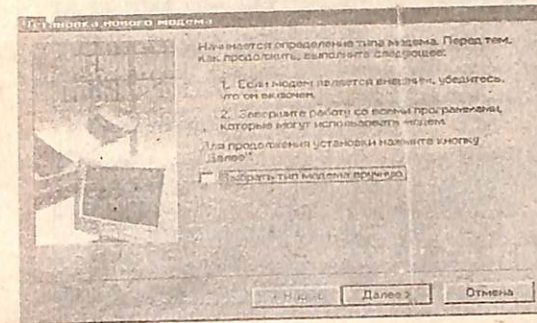 Установка нового модема
Начинается определение типа модема. Перед тем,
как продолжить, выполните следующее:
1. Если модем является внешним, убедитесь,
что он включен.
2. Завершите работу со всеми программами,
которые могут использовать модем.
Для продолжения установки нажмите кнопку
"Далее".
Выбрать тип модема вручную
< Назад
Далее >
Отмена